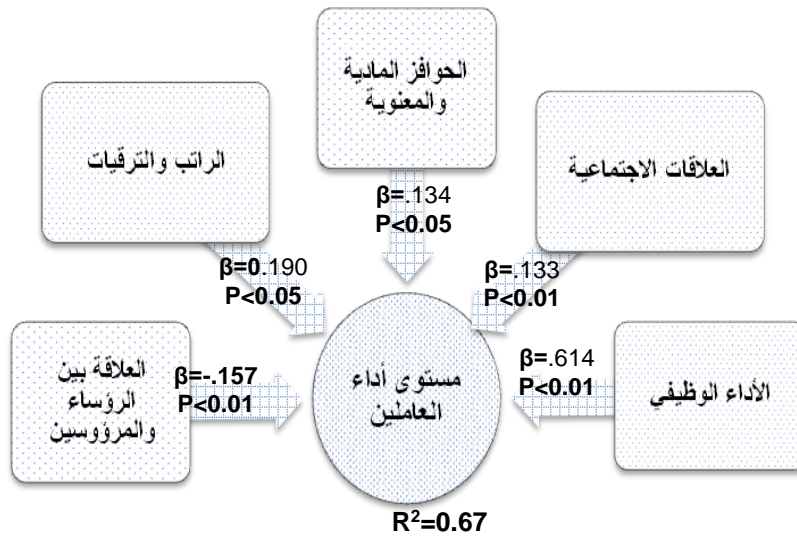 الحوافز المادية
والمعنوية
العلاقات الاجتماعية
الراتب والترقيات
β=.134
P<0.05
β=.133
P<0.01
β=0.190
P<0.05
الأداء الوظيفي
β=.614
P<0.01
مستوى أداء
العاملين
β=-.157
P<0.01
العلاقة بين
الرؤساء
والمرؤوسين
R²=0.67